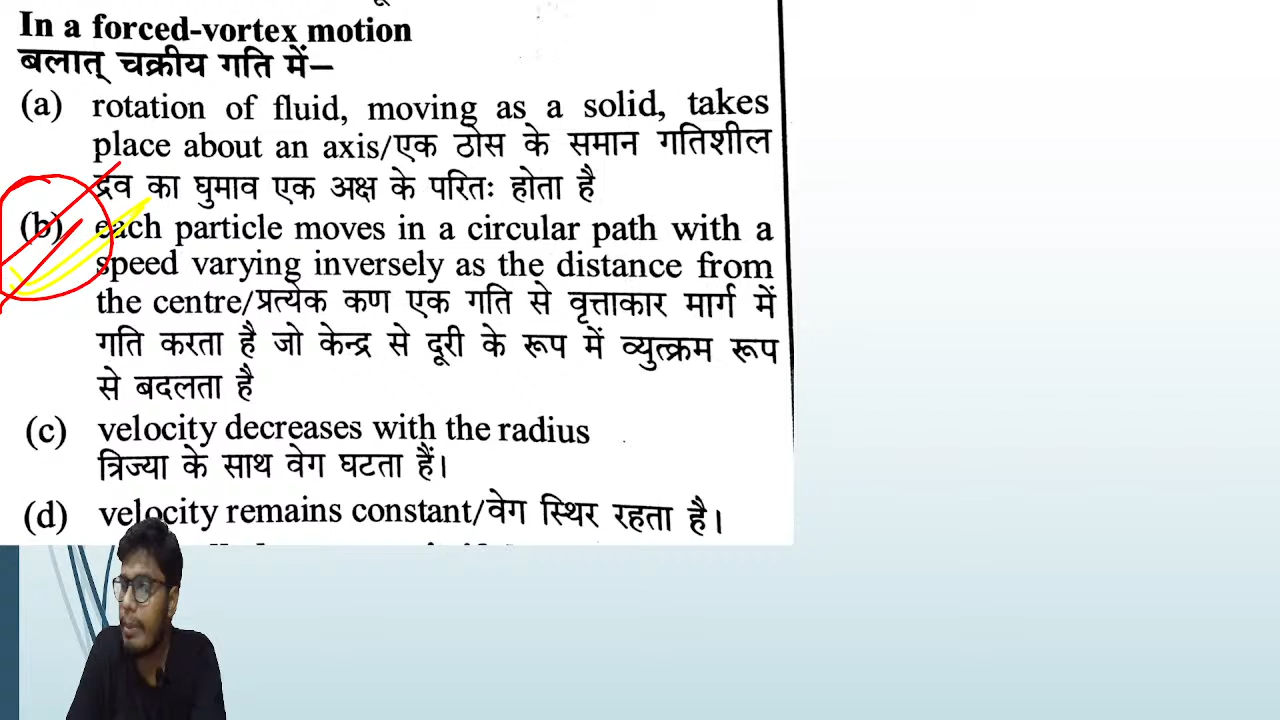 In a forced-vortex motion
बलात् चक्रीय गति में–
(a) rotation of fluid, moving as a solid, takes
place about an axis/एक ठोस के समान गतिशील
द्रव का घुमाव एक अक्ष के परितः होता है
(b) each particle moves in a circular path with a
speed varying inversely as the distance from
the centre/प्रत्येक कण एक गति से वृत्ताकार मार्ग में
गति करता है जो केन्द्र से दूरी के रूप में व्युत्क्रम रूप
से बदलता है
(c) velocity decreases with the radius
त्रिज्या के साथ वेग घटता हैं।
(d) velocity remains constant/वेग स्थिर रहता है।